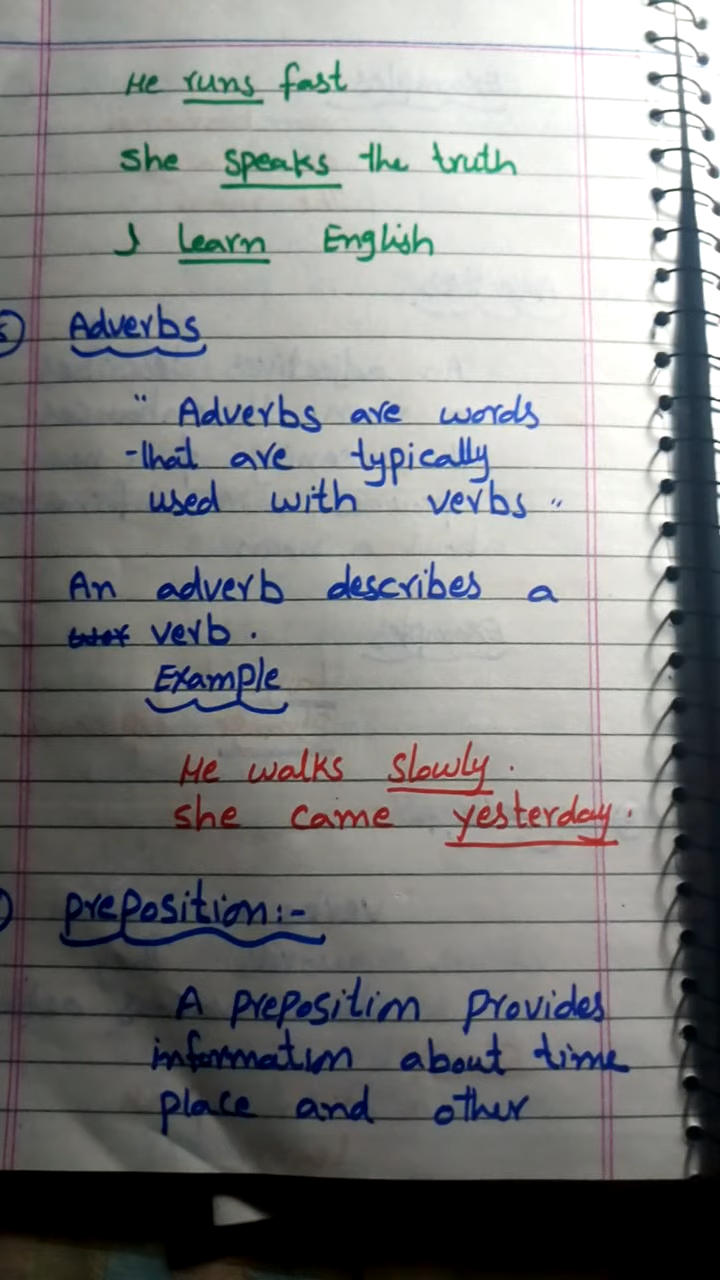 He runs fast
She speaks the truth
I learn English
Adverbs
" Adverbs are words
that are typically
used with verbs "
An adverb describes a
verb.
Example
He walks slowly.
She came yesterday.
Preposition:-
A preposition provides
information about time
place and other